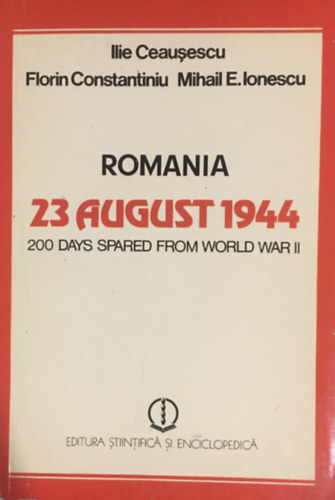 Ilie Ceaușescu
Florin Constantiniu Mihail E. Ionescu
ROMANIA
23 AUGUST 1944
200 DAYS SPARED FROM WORLD WAR II
EDITURA ȘTIINȚIFICĂ ȘI ENCICLOPEDICĂ